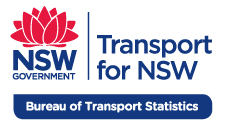 NSW
GOVERNMENT
Transport
for NSW
Bureau of Transport Statistics